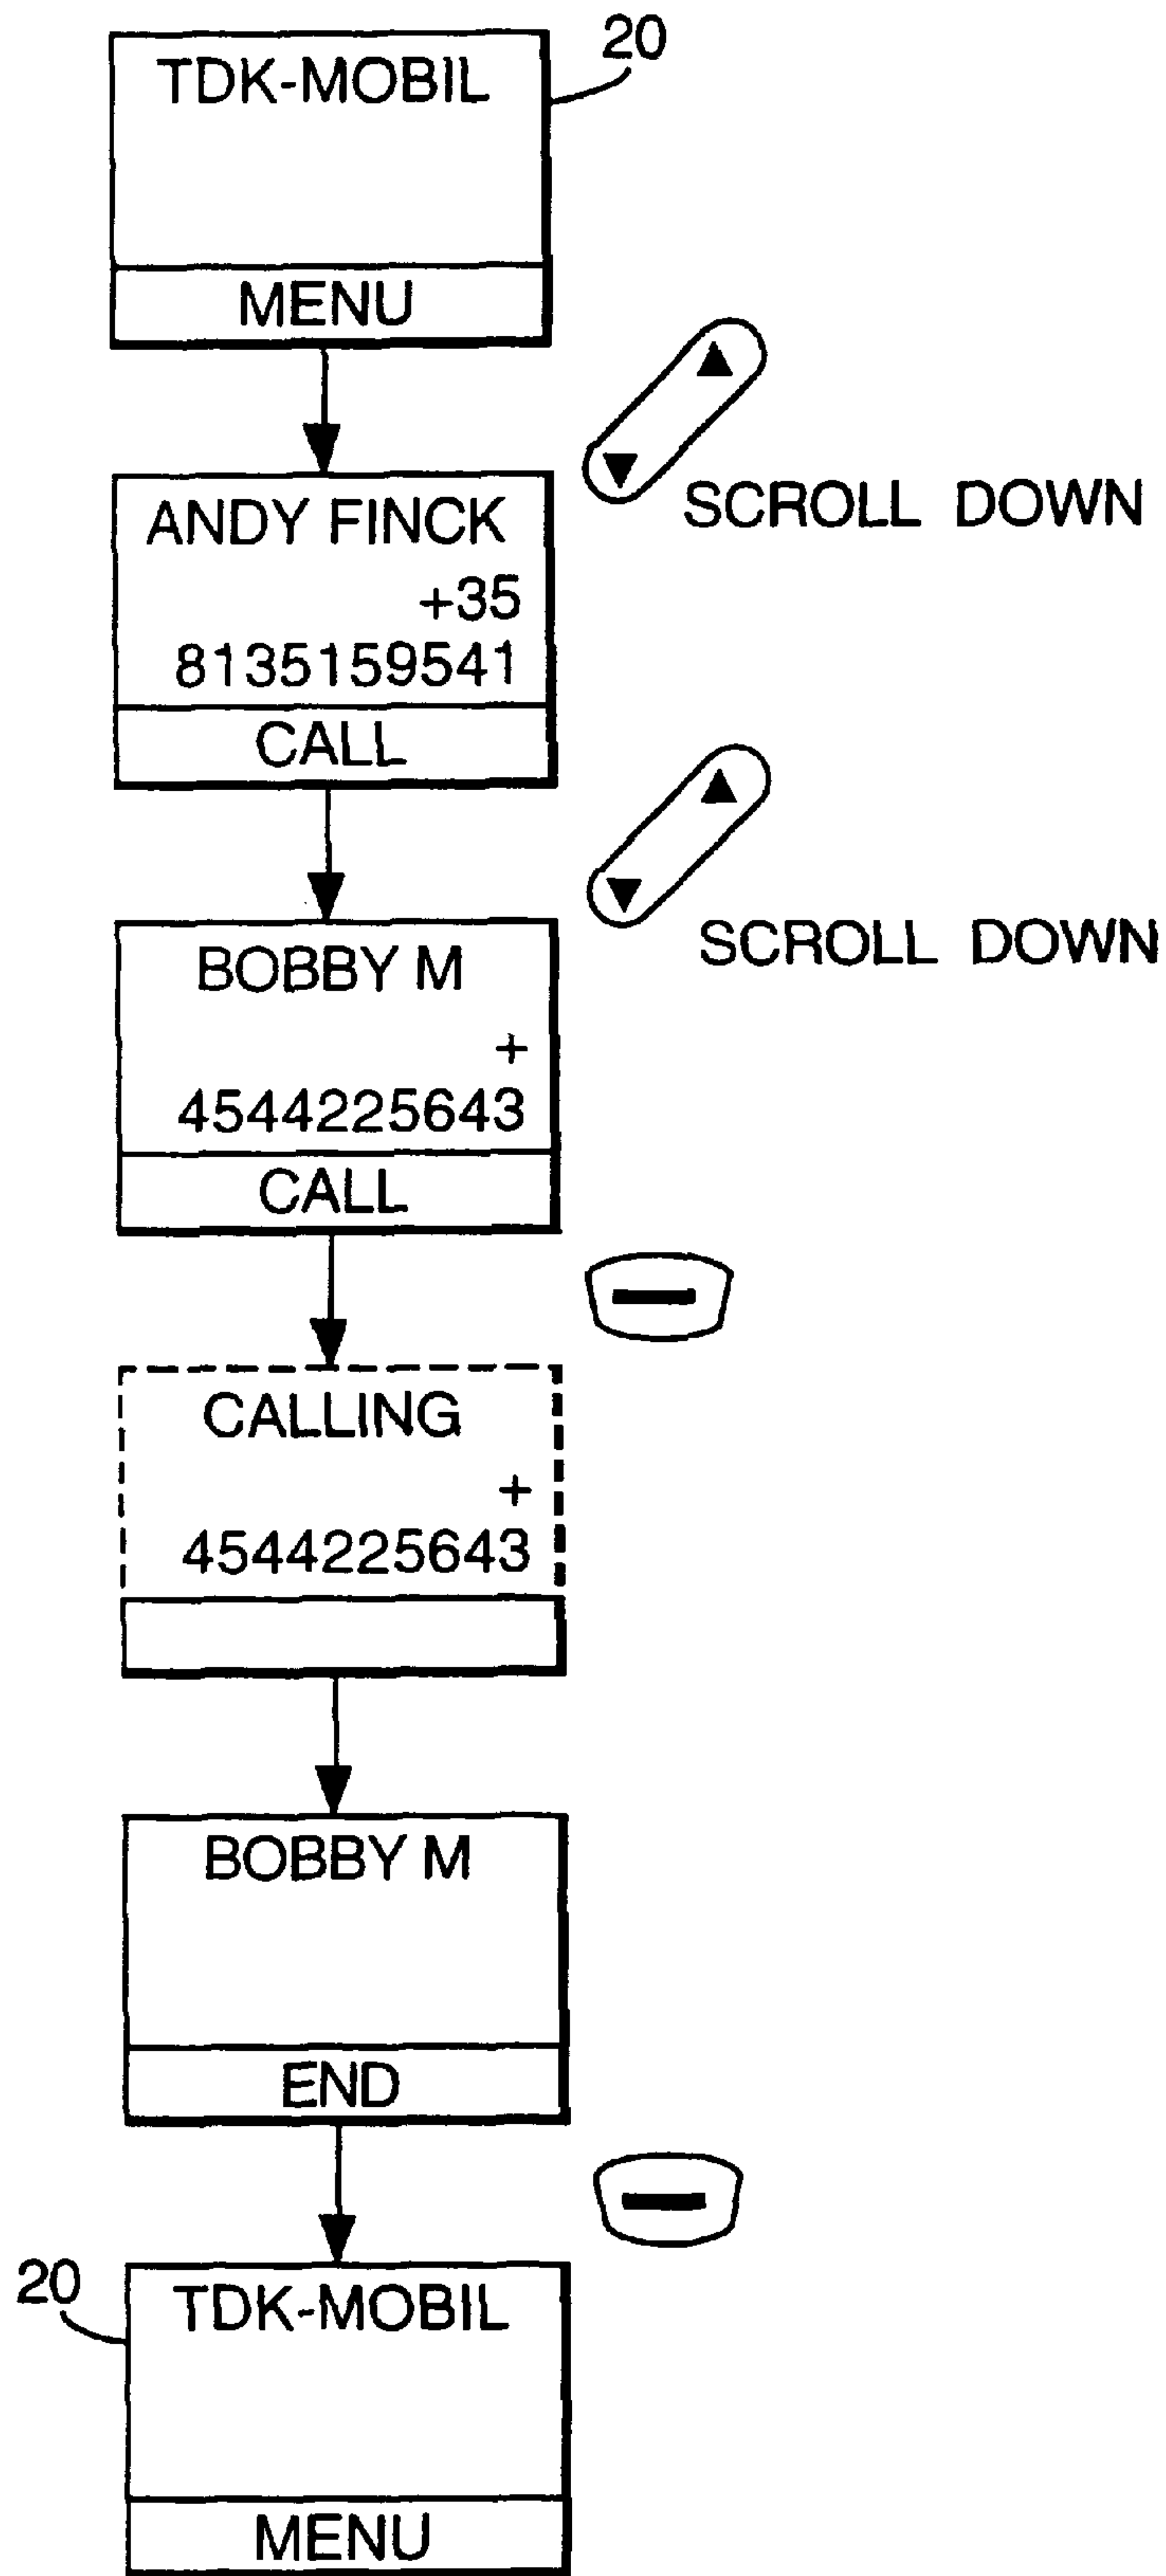 TDK-MOBIL
20
MENU
ANDY FINCK
+35
8135159541
CALL
SCROLL DOWN
BOBBY M
+
4544225643
CALL
SCROLL DOWN
CALLING
+
4544225643
BOBBY M
END
20
TDK-MOBIL
MENU